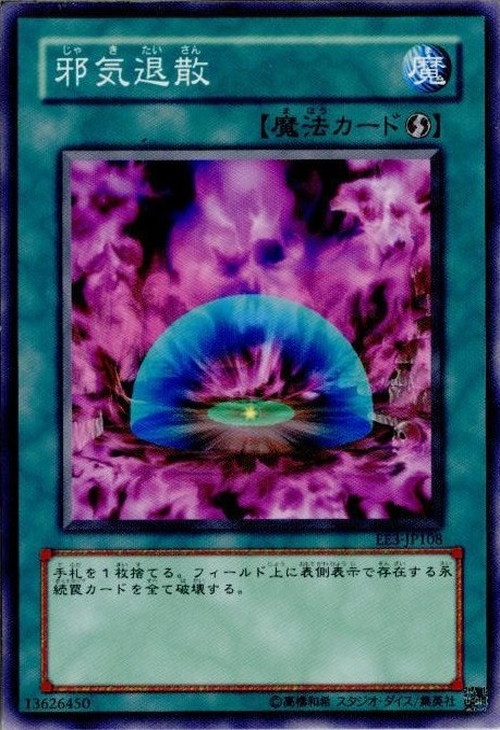 邪気退散
魔
【魔法カード】
EE3-JP108
手札を１枚捨てる。フィールド上に表側表示で存在する永
続罠カードを全て破壊する。
13626450
©高橋和希 スタジオ・ダイス/集英社